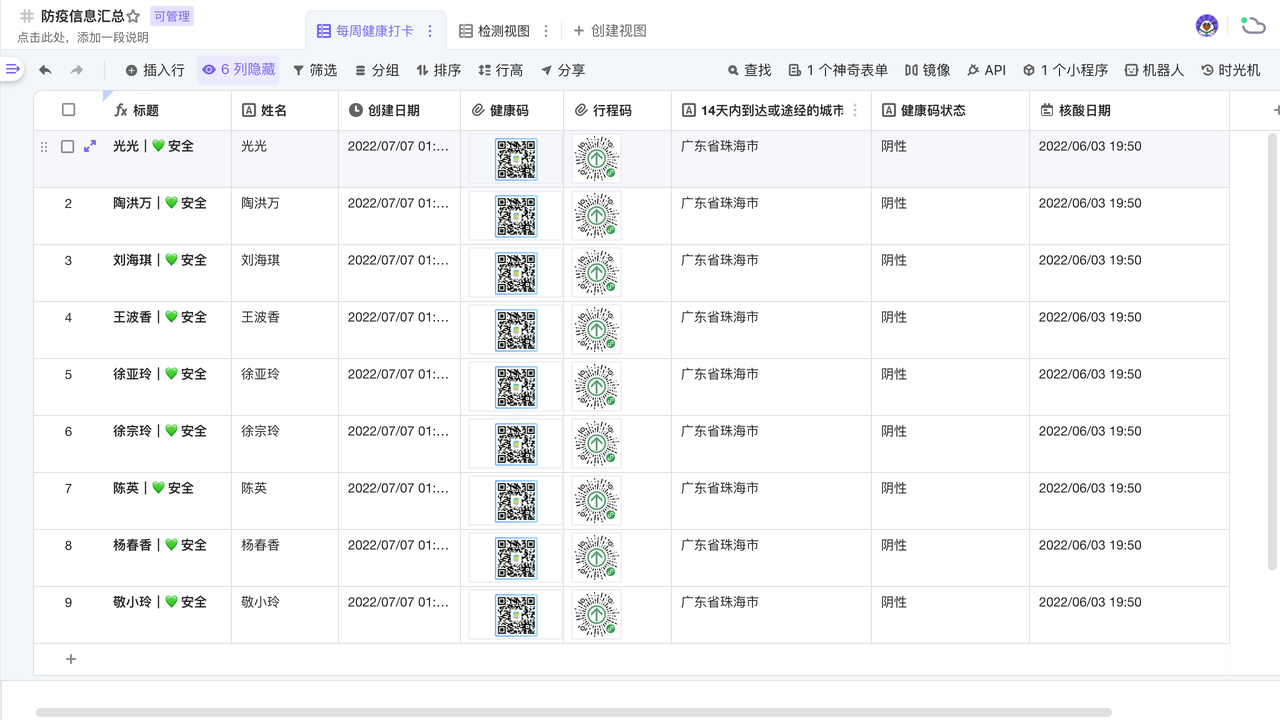 防疫信息汇总 可管理
点击此处，添加一段说明
每周健康打卡 检测视图 创建视图
插入行 6 列隐藏 筛选 分组 排序 行高 分享 查找 1 个神奇表单 镜像 API 1 个小程序 机器人 时光机
标题 姓名 创建日期 健康码 行程码 14天内到达或途经的城市 健康码状态 核酸日期
光光 | 💚 安全 光光 2022/07/07 01:... 广东省珠海市 阴性 2022/06/03 19:50
2 陶洪万 | 💚 安全 陶洪万 2022/07/07 01:... 广东省珠海市 阴性 2022/06/03 19:50
3 刘海琪 | 💚 安全 刘海琪 2022/07/07 01:... 广东省珠海市 阴性 2022/06/03 19:50
4 王波香 | 💚 安全 王波香 2022/07/07 01:... 广东省珠海市 阴性 2022/06/03 19:50
5 徐亚玲 | 💚 安全 徐亚玲 2022/07/07 01:... 广东省珠海市 阴性 2022/06/03 19:50
6 徐宗玲 | 💚 安全 徐宗玲 2022/07/07 01:... 广东省珠海市 阴性 2022/06/03 19:50
7 陈英 | 💚 安全 陈英 2022/07/07 01:... 广东省珠海市 阴性 2022/06/03 19:50
8 杨春香 | 💚 安全 杨春香 2022/07/07 01:... 广东省珠海市 阴性 2022/06/03 19:50
9 敬小玲 | 💚 安全 敬小玲 2022/07/07 01:... 广东省珠海市 阴性 2022/06/03 19:50